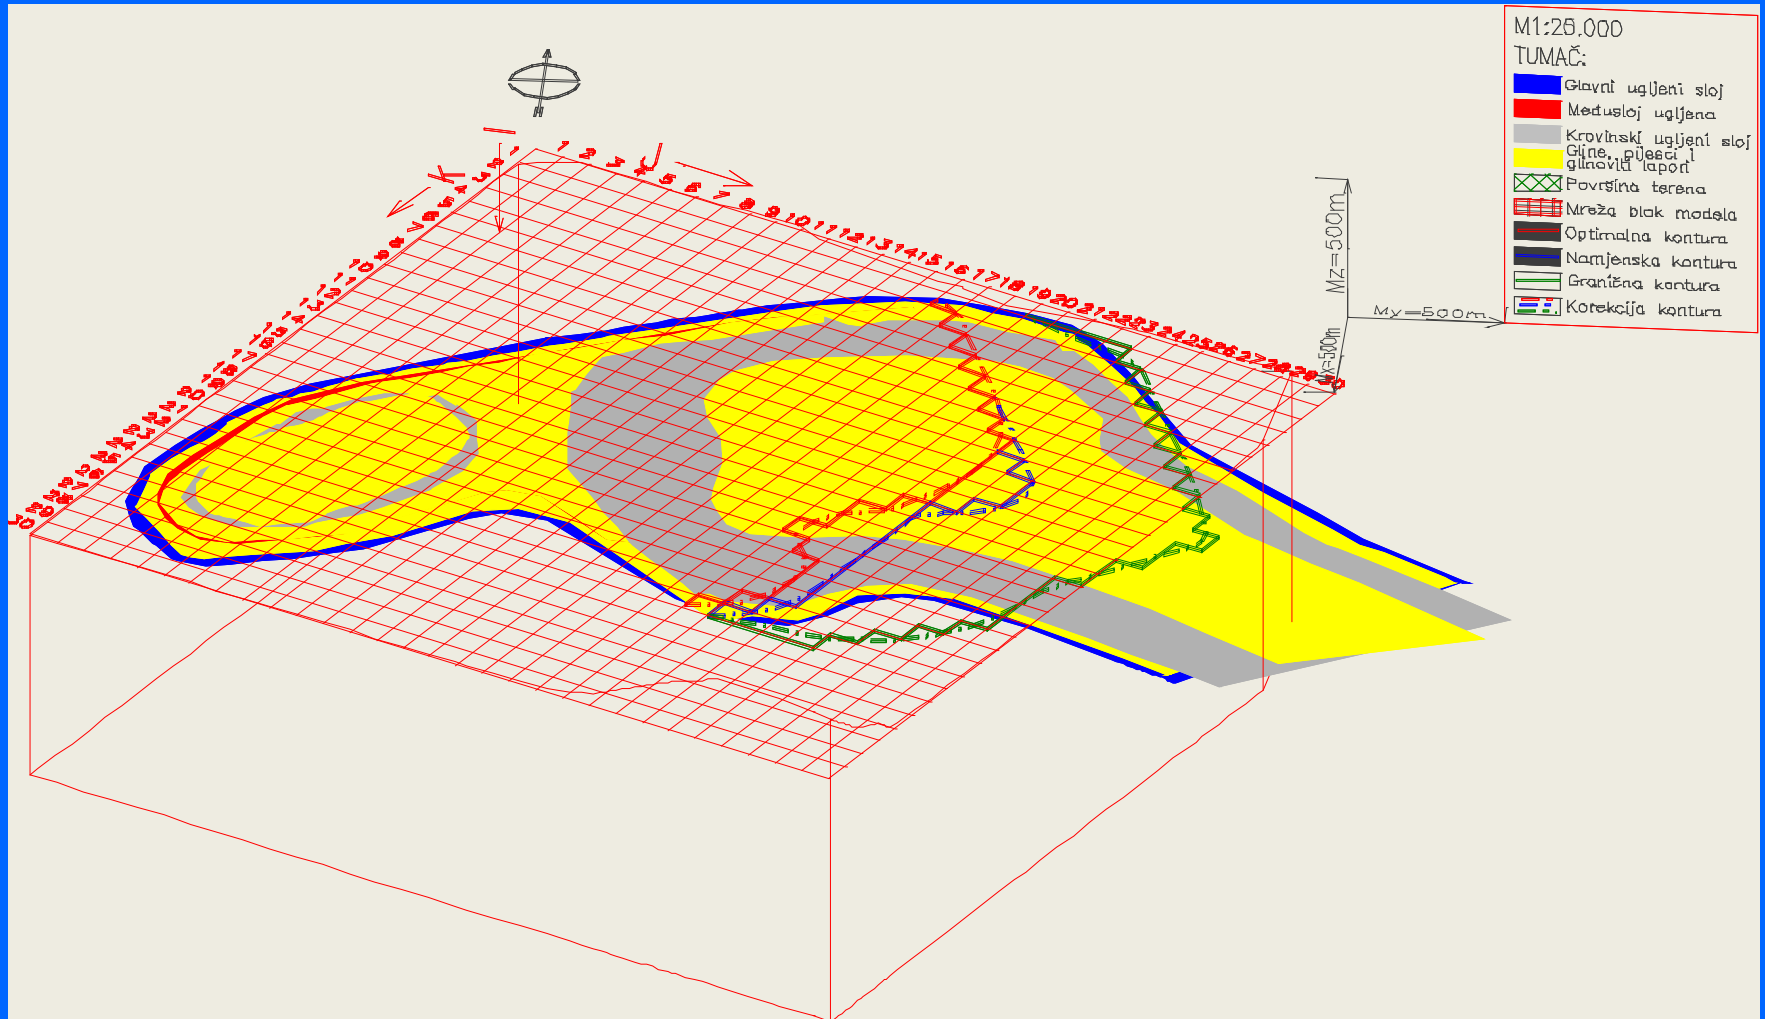 M1:25.000
TUMAČ:
Glavni ugljeni sloj
Međusloj ugljena
Krovinski ugljeni sloj
Gline, pijesci i
glinoviti lapori
Površina terena
Mreža blok modela
Optimalna kontura
Namjenska kontura
Granična kontura
Korekcija kontura
I
J
K
1 2 3 4 5 6 7 8 9 10 11 12 13 14 15 16 17 18 19 20 21 22 23 24 25 26 27 28 29 30
Mz=500m
My=500m
Mx=500m
N